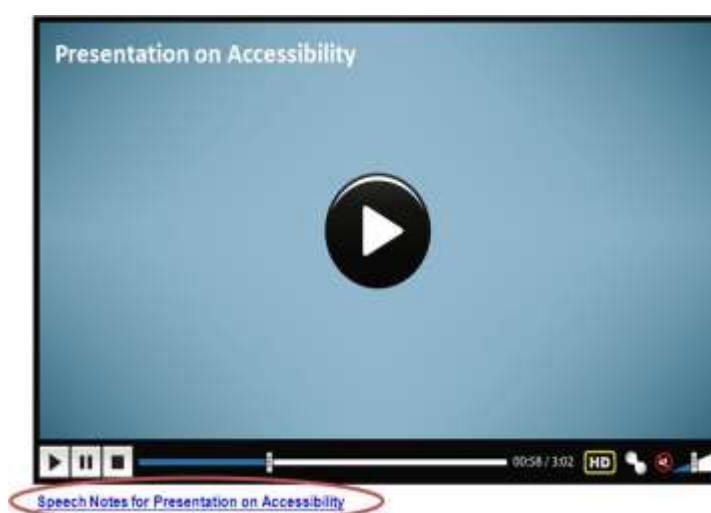 Presentation on Accessibility
00:58 / 3:02 HD
Speech Notes for Presentation on Accessibility